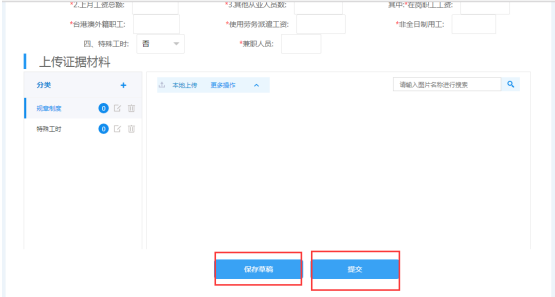 *2.上月工资总额: *3.其他从业人员数: 其中:*在岗职工工资:
*台港澳外籍职工: *使用劳务派遣工资: *非全日制用工:
四、特殊工时: 否 *兼职人员:
上传证据材料
分类 + 本地上传 更多操作 请输入图片名称进行搜索
规章制度 0
特殊工时 0
保存草稿 提交